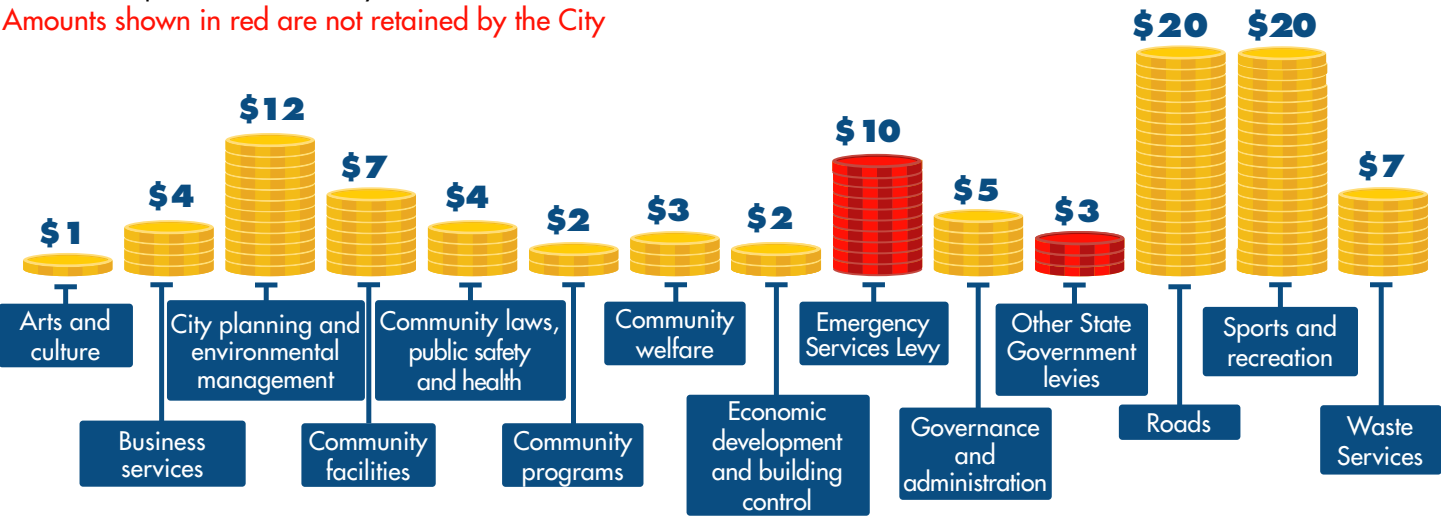 Amounts shown in red are not retained by the City
$1
$4
$12
$7
$4
$2
$3
$2
$10
$5
$3
$20
$20
$7
Arts and
culture
Business
services
City planning and
environmental
management
Community
facilities
Community laws,
public safety
and health
Community
programs
Community
welfare
Economic
development
and building
control
Emergency
Services Levy
Governance
and
administration
Other State
Government
levies
Roads
Sports and
recreation
Waste
Services